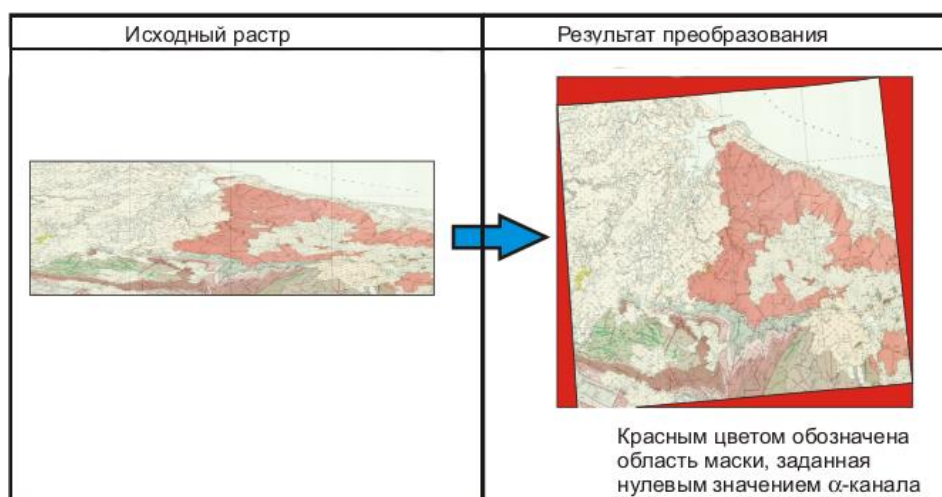 Исходный растр
Результат преобразования
Красным цветом обозначена
область маски, заданная
нулевым значением α-канала